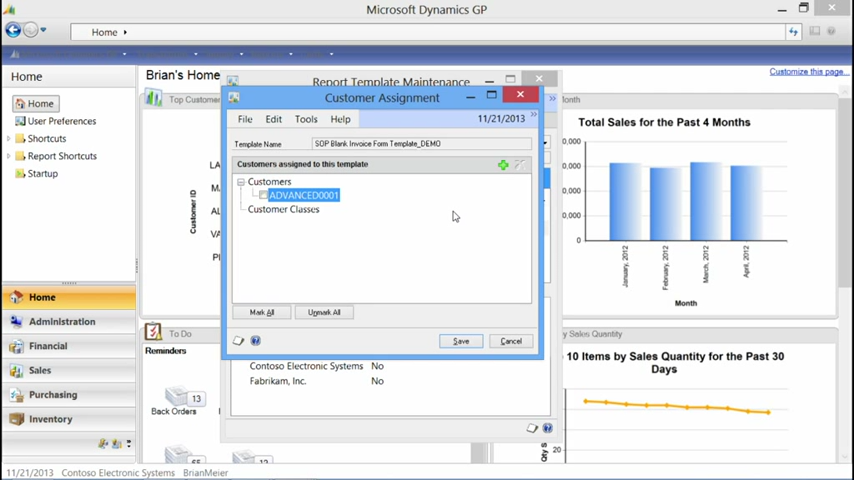 Microsoft Dynamics GP
Home
Customize this page...
Home
Home
User Preferences
Shortcuts
Report Shortcuts
Startup
Home
Administration
Financial
Sales
Purchasing
Inventory
Brian's Home
Top Customer
Customer ID
To Do
Reminders
13
Back Orders
Report Template Maintenance
Customer Assignment
File Edit Tools Help 11/21/2013
Template Name SOP Blank Invoice Form Template_DEMO
Customers assigned to this template
Customers
ADVANCED0001
Customer Classes
Mark All Unmark All
Save Cancel
Contoso Electronic Systems No
Fabrikam, Inc. No
Total Sales for the Past 4 Months
0
January, 2012
February, 2012
March, 2012
April, 2012
Month
by Sales Quantity
10 Items by Sales Quantity for the Past 30
Days
20
11/21/2013 Contoso Electronic Systems BrianMeier